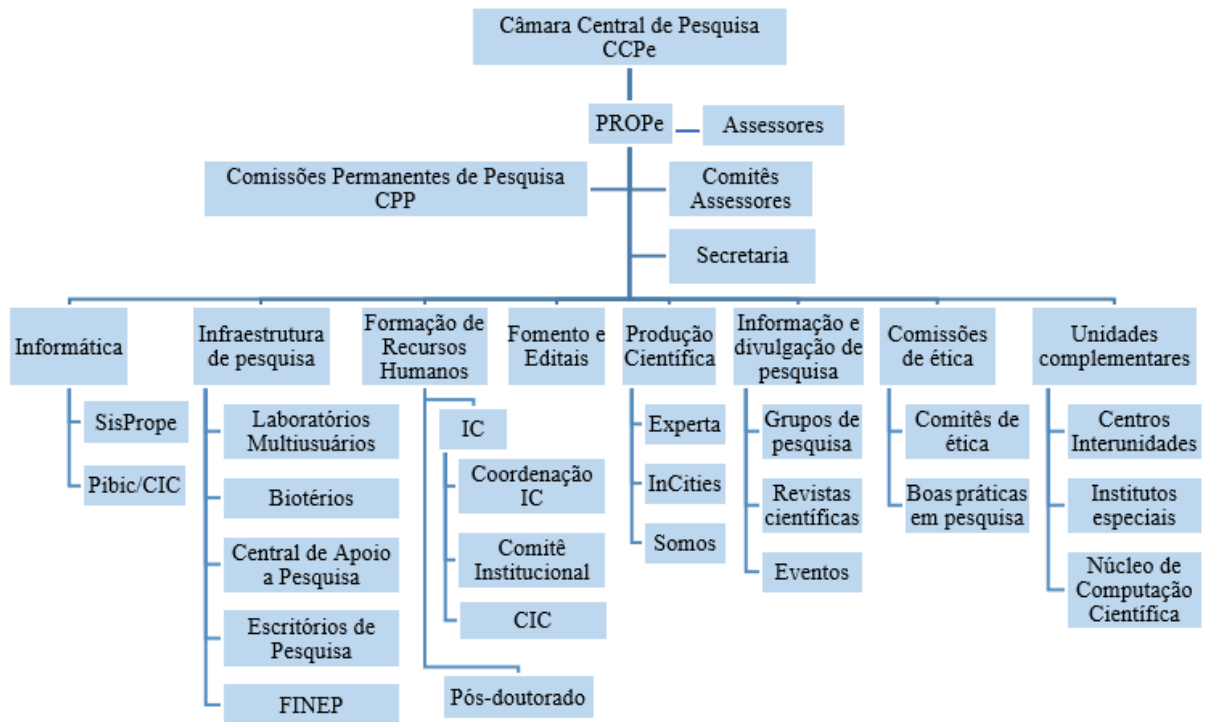 Câmara Central de Pesquisa
CCPe
PROPe
Assessores
Comissões Permanentes de Pesquisa
CPP
Comitês
Assessores
Secretaria
Informática
SisPrope
Pibic/CIC
Infraestrutura
de pesquisa
Laboratórios
Multiusuários
Biotérios
Central de Apoio
a Pesquisa
Escritórios de
Pesquisa
FINEP
Formação de
Recursos
Humanos
IC
Coordenação
IC
Comitê
Institucional
CIC
Pós-doutorado
Fomento e
Editais
Produção
Científica
Experta
InCities
Somos
Informação e
divulgação de
pesquisa
Grupos de
pesquisa
Revistas
científicas
Eventos
Comissões
de ética
Comitês de
ética
Boas práticas
em pesquisa
Unidades
complementares
Centros
Interunidades
Institutos
especiais
Núcleo de
Computação
Científica